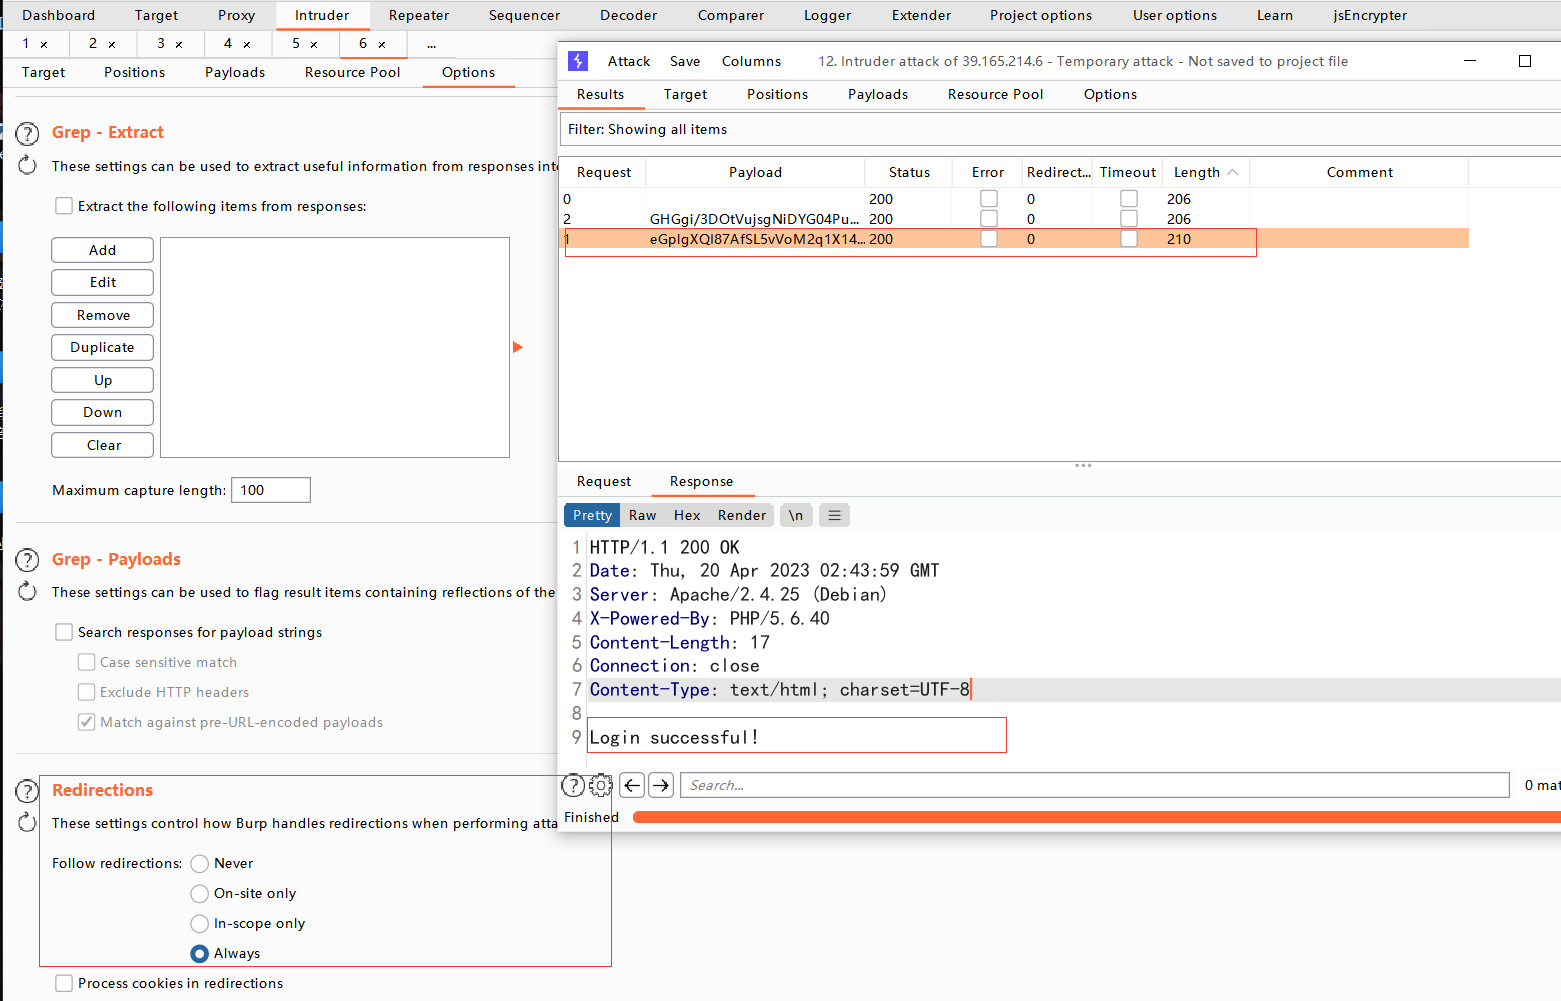 Dashboard Target Proxy Intruder Repeater Sequencer Decoder Comparer Logger Extender Project options User options Learn jsEncrypter
1 × 2 × 3 × 4 × 5 × 6 × ...
Target Positions Payloads Resource Pool Options
Grep - Extract
These settings can be used to extract useful information from responses int
Extract the following items from responses:
Add
Edit
Remove
Duplicate
Up
Down
Clear
Maximum capture length: 100
Grep - Payloads
These settings can be used to flag result items containing reflections of the
Search responses for payload strings
Case sensitive match
Exclude HTTP headers
Match against pre-URL-encoded payloads
Redirections
These settings control how Burp handles redirections when performing atta
Follow redirections: Never
On-site only
In-scope only
Always
Process cookies in redirections
Attack Save Columns 12. Intruder attack of 39.165.214.6 - Temporary attack - Not saved to project file
Results Target Positions Payloads Resource Pool Options
Filter: Showing all items
Request Payload Status Error Redirect... Timeout Length Comment
0 200 0 206
2 GHGgi/3DOtVujsgNiDYG04Pu... 200 0 206
1 eGplgXQI87AfSL5vVoM2q1X14... 200 0 210
Request Response
Pretty Raw Hex Render \n
1 HTTP/1.1 200 OK
2 Date: Thu, 20 Apr 2023 02:43:59 GMT
3 Server: Apache/2.4.25 (Debian)
4 X-Powered-By: PHP/5.6.40
5 Content-Length: 17
6 Connection: close
7 Content-Type: text/html; charset=UTF-8
8
9 Login successful!
Search... 0 mat
Finished